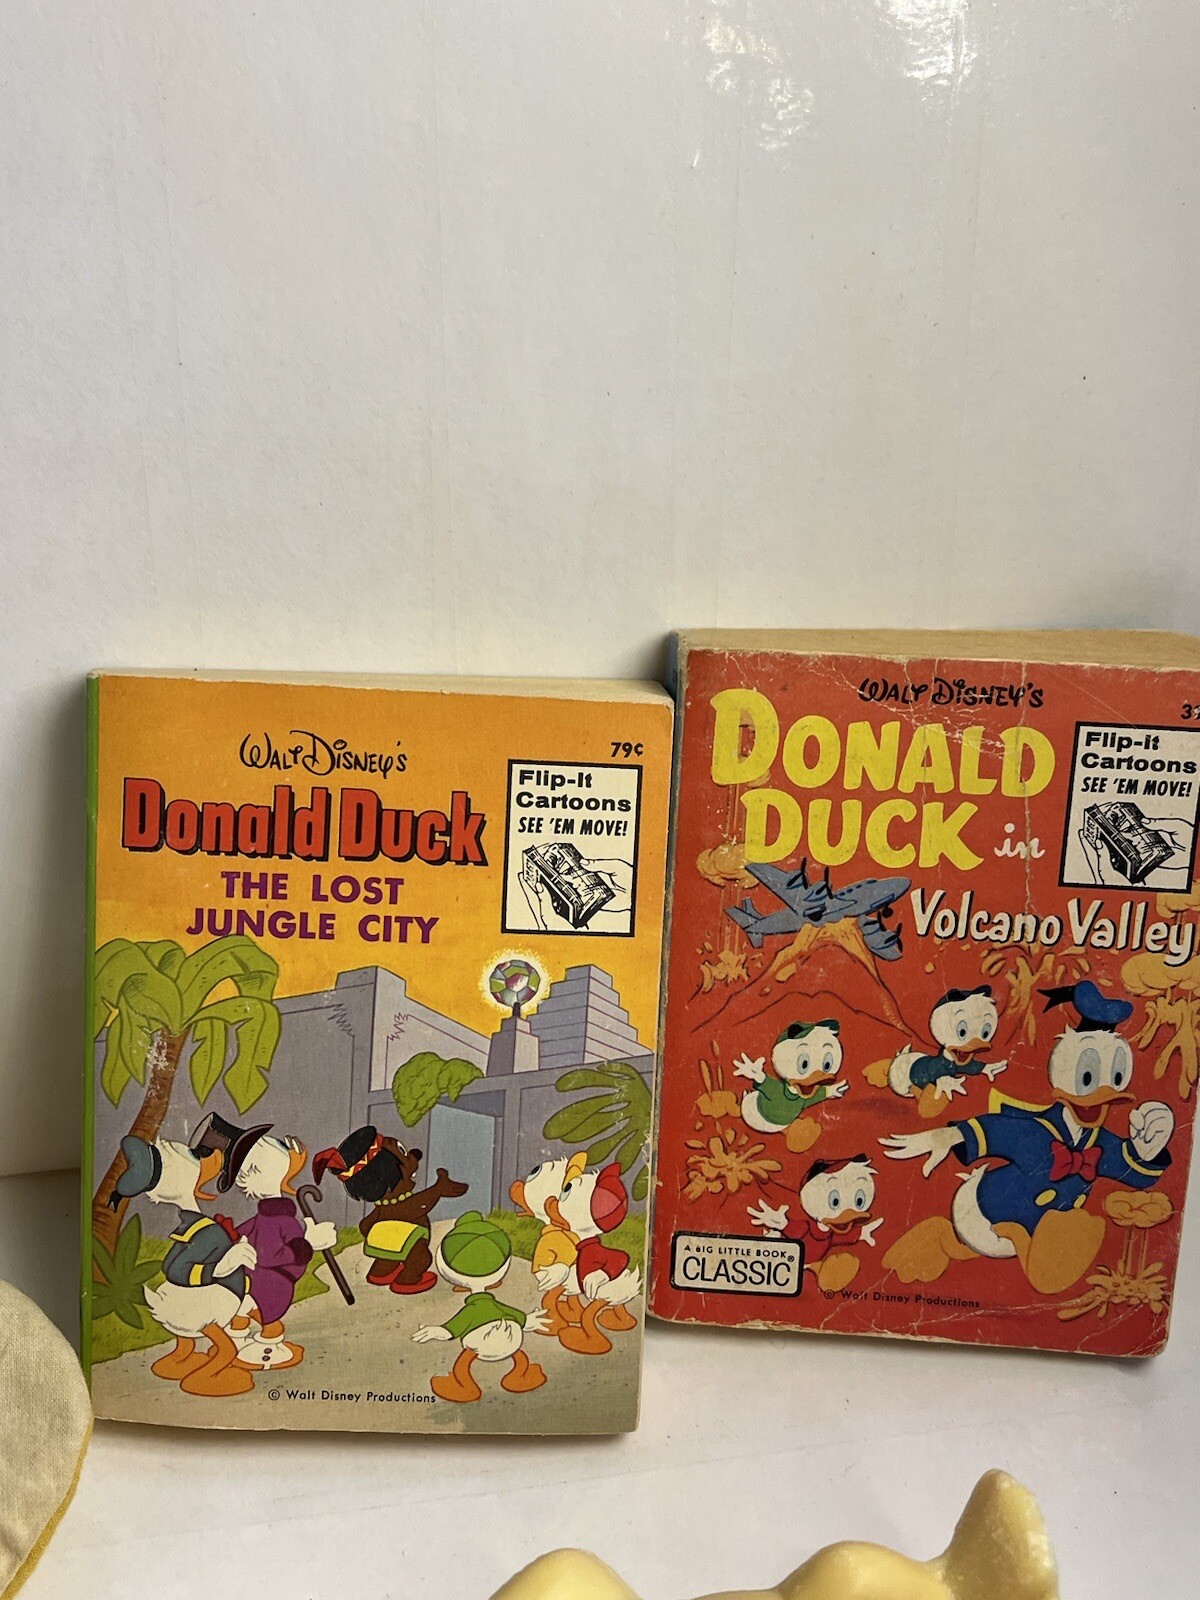 Walt Disney's
79¢
Donald Duck
THE LOST
JUNGLE CITY
Flip-It
Cartoons
SEE 'EM MOVE!
© Walt Disney Productions
Walt Disney's
DONALD
DUCK in
Volcano Valley
Flip-it
Cartoons
SEE 'EM MOVE!
A BIG LITTLE BOOK®
CLASSIC
© Walt Disney Productions